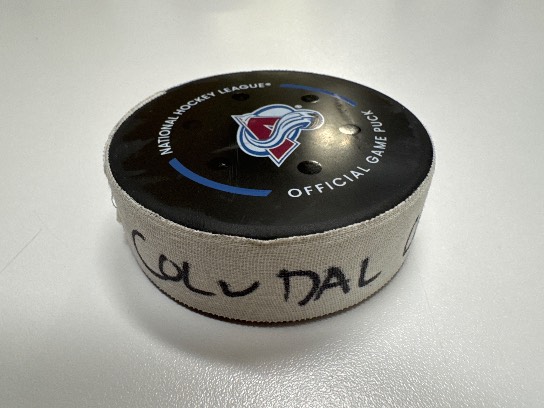 NATIONAL HOCKEY LEAGUE®
OFFICIAL GAME PUCK
COL v DAL